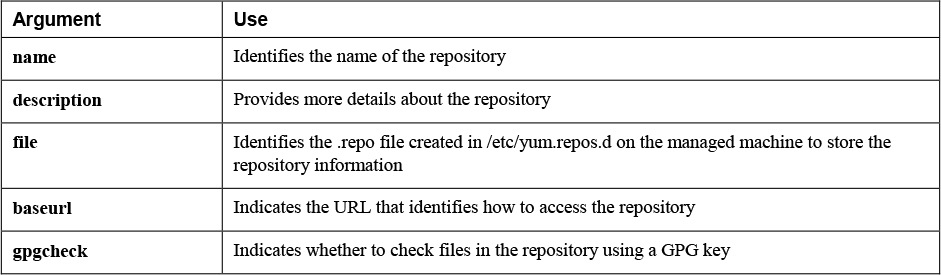 Argument Use
name Identifies the name of the repository
description Provides more details about the repository
file Identifies the .repo file created in /etc/yum.repos.d on the managed machine to store the
repository information
baseurl Indicates the URL that identifies how to access the repository
gpgcheck Indicates whether to check files in the repository using a GPG key